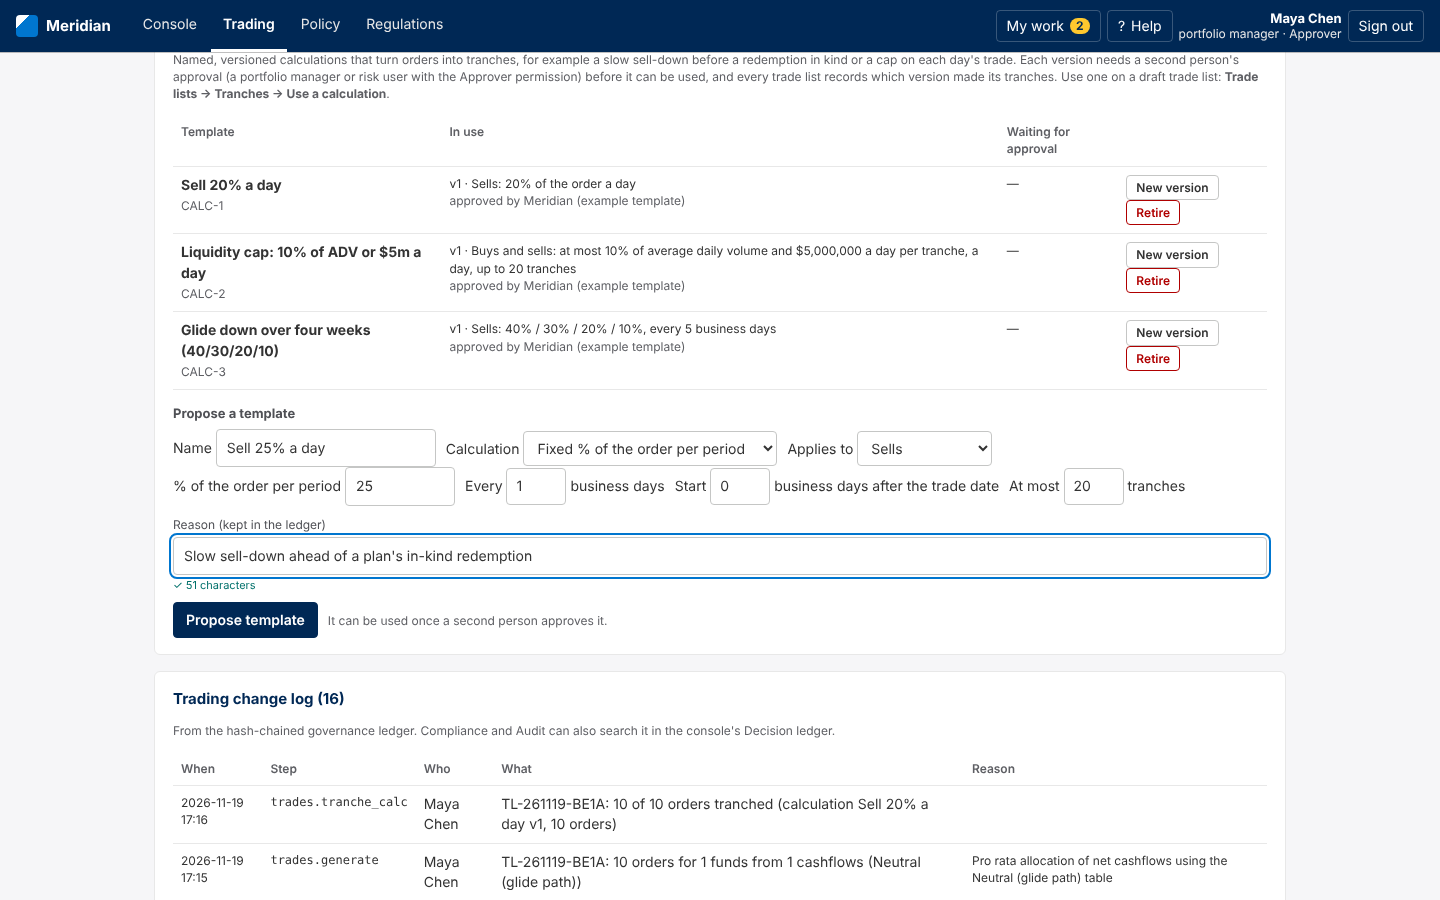 Meridian
Console
Trading
Policy
Regulations
My work 2
? Help
Maya Chen
portfolio manager · Approver
Sign out
Named, versioned calculations that turn orders into tranches, for example a slow sell-down before a redemption in kind or a cap on each day's trade. Each version needs a second person's
approval (a portfolio manager or risk user with the Approver permission) before it can be used, and every trade list records which version made its tranches. Use one on a draft trade list: Trade
lists → Tranches → Use a calculation.
Template
In use
Waiting for
approval
Sell 20% a day
CALC-1
v1 · Sells: 20% of the order a day
approved by Meridian (example template)
—
New version
Retire
Liquidity cap: 10% of ADV or $5m a
day
CALC-2
v1 · Buys and sells: at most 10% of average daily volume and $5,000,000 a day per tranche, a
day, up to 20 tranches
approved by Meridian (example template)
—
New version
Retire
Glide down over four weeks
(40/30/20/10)
CALC-3
v1 · Sells: 40% / 30% / 20% / 10%, every 5 business days
approved by Meridian (example template)
—
New version
Retire
Propose a template
Name Sell 25% a day Calculation Fixed % of the order per period Applies to Sells
% of the order per period 25 Every 1 business days Start 0 business days after the trade date At most 20 tranches
Reason (kept in the ledger)
Slow sell-down ahead of a plan's in-kind redemption
✓ 51 characters
Propose template It can be used once a second person approves it.
Trading change log (16)
From the hash-chained governance ledger. Compliance and Audit can also search it in the console's Decision ledger.
When
Step
Who
What
Reason
2026-11-19
17:16
trades.tranche_calc
Maya
Chen
TL-261119-BE1A: 10 of 10 orders tranched (calculation Sell 20% a
day v1, 10 orders)
2026-11-19
17:15
trades.generate
Maya
Chen
TL-261119-BE1A: 10 orders for 1 funds from 1 cashflows (Neutral
(glide path))
Pro rata allocation of net cashflows using the
Neutral (glide path) table